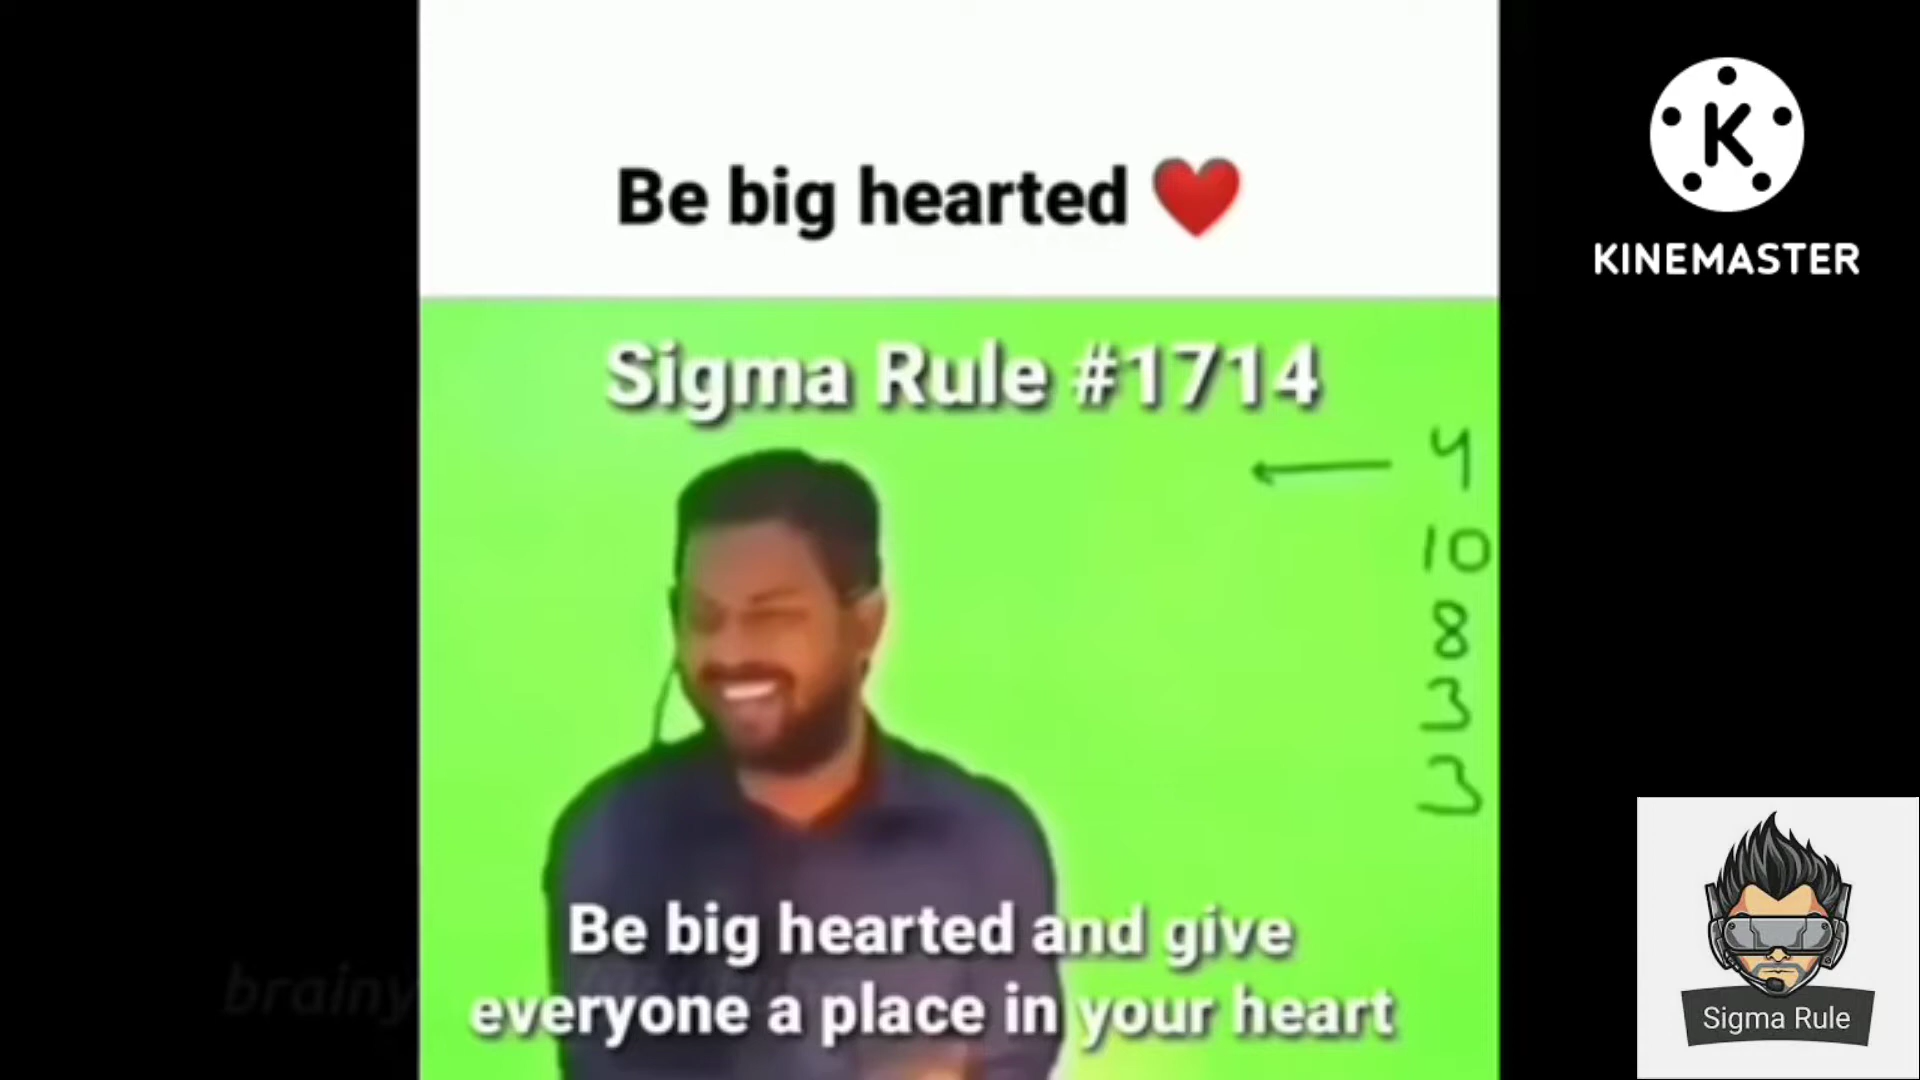 Be big hearted ❤️
KINEMASTER
Sigma Rule #1714
4
10
8
3
3
Be big hearted and give
everyone a place in your heart
brainy
Sigma Rule